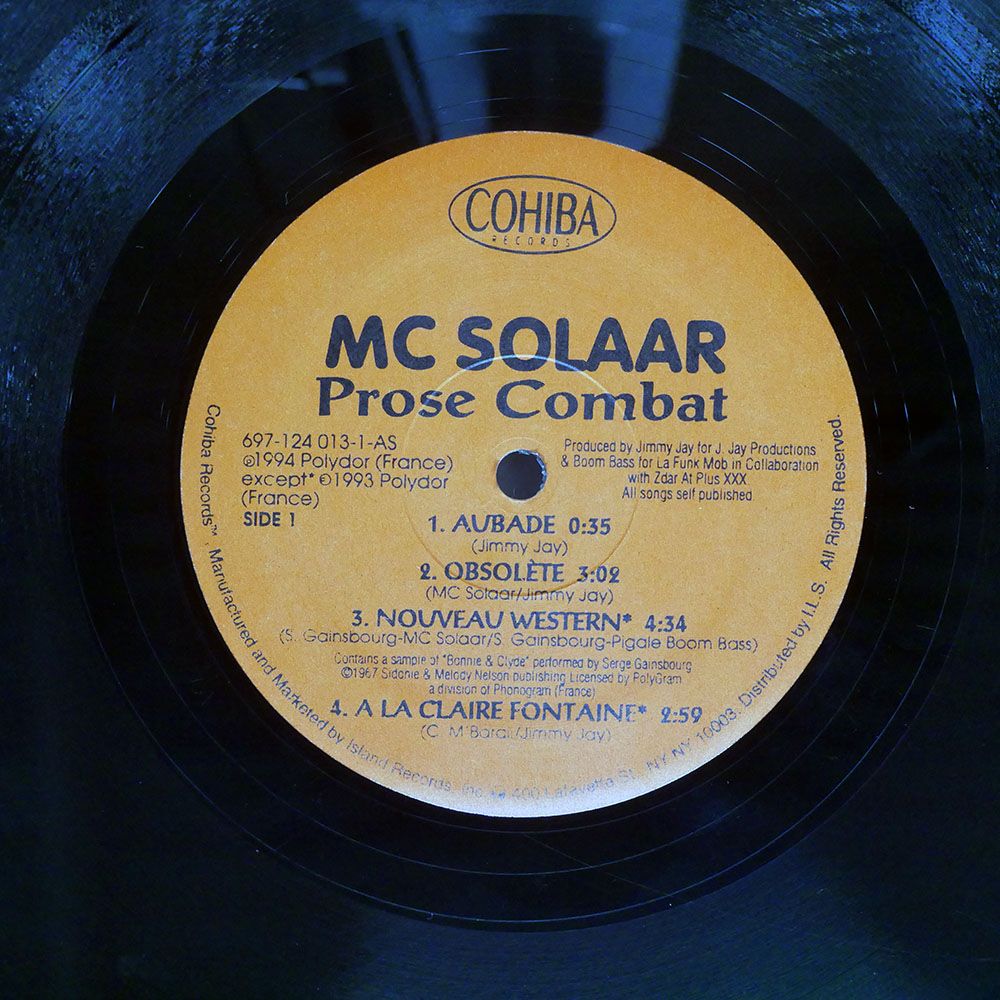 COHIBA
RECORDS
MC SOLAAR
Prose Combat
697-124 013-1-AS
℗1994 Polydor (France)
except* ℗1993 Polydor
(France)
SIDE 1
Produced by Jimmy Jay for J. Jay Productions
& Boom Bass for La Funk Mob in Collaboration
with Zdar At Plus XXX
All songs self published.
1. AUBADE 0:35
(Jimmy Jay)
2. OBSOLÈTE 3:02
(MC Solaar/Jimmy Jay)
3. NOUVEAU WESTERN* 4:34
(S. Gainsbourg-MC Solaar/S. Gainsbourg-Pigale Boom Bass)
Contains a sample of "Bonnie & Clyde" performed by Serge Gainsbourg
©1967 Sidonie & Melody Nelson publishing Licensed by PolyGram
a division of Phonogram (France)
4. A LA CLAIRE FONTAINE* 2:59
(C. /Jimmy Jay)
Cohiba Records™, Manufactured and Marketed by Island Records, Inc. 400 Lafayette St., NY NY 10003. Distributed by I.L.S. All Rights Reserved.